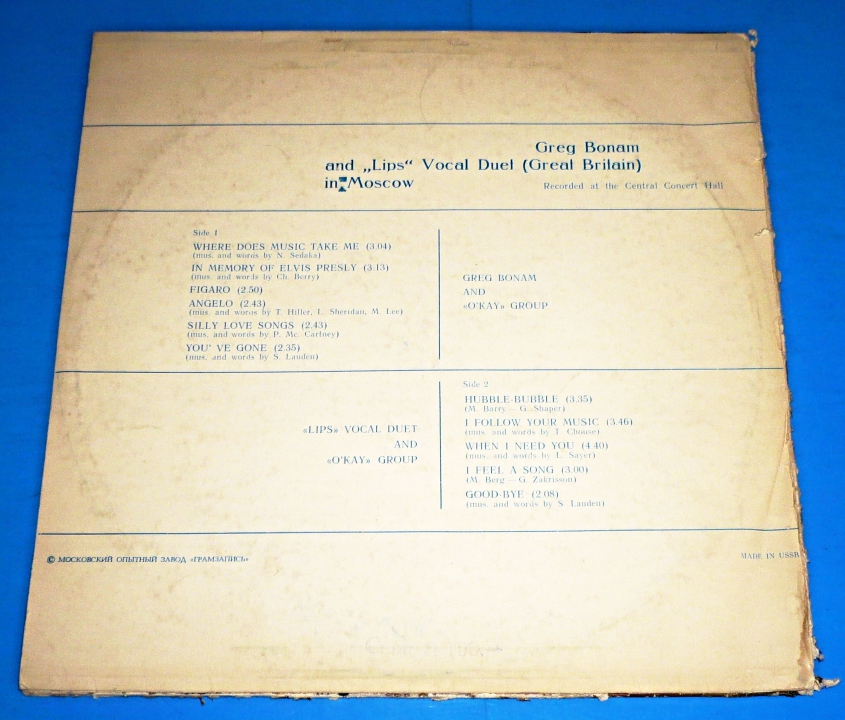 Greg Bonam
and „Lips“ Vocal Duet (Great Britain)
in Moscow
Recorded at the Central Concert Hall
Side 1
WHERE DOES MUSIC TAKE ME (3.04)
(mus. and words by N. Sedaka)
IN MEMORY OF ELVIS PRESLY (3.13)
(mus. and words by Ch. Berry)
FIGARO (2.50)
ANGELO (2.43)
(mus. and words by T. Hiller, L. Sheridan, M. Lee)
SILLY LOVE SONGS (2.43)
(mus. and words by P. Mc. Cartney)
YOU' VE GONE (2.35)
(mus. and words by S. Lauden)
GREG BONAM
AND
«O'KAY» GROUP
«LIPS» VOCAL DUET
AND
«O'KAY» GROUP
Side 2
HUBBLE-BUBBLE (3.35)
(M. Barry — G. Shaper)
I FOLLOW YOUR MUSIC (3.46)
(mus. and words by T. Chouse)
WHEN I NEED YOU (4.40)
(mus. and words by L. Sayer)
I FEEL A SONG (3.00)
(M. Berg — G. Zakrisson)
GOOD-BYE (2.08)
(mus. and words by S. Lauden)
© МОСКОВСКИЙ ОПЫТНЫЙ ЗАВОД «ГРАМЗАПИСЬ»
MADE IN USSR